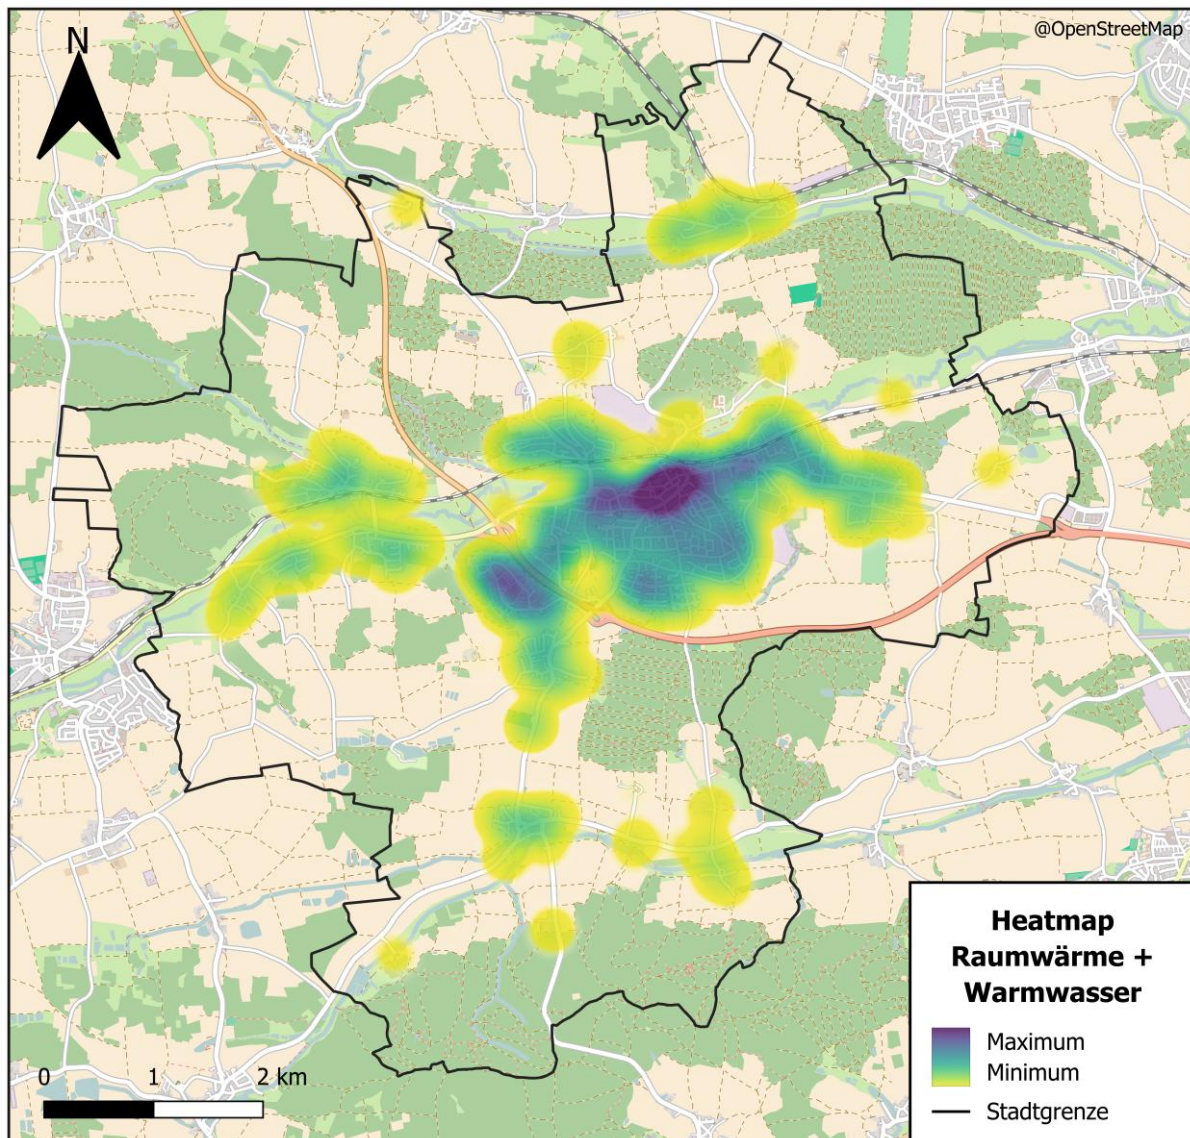 @OpenStreetMap
N
Heatmap
Raumwärme +
Warmwasser
Maximum
Minimum
Stadtgrenze
0 1 2 km